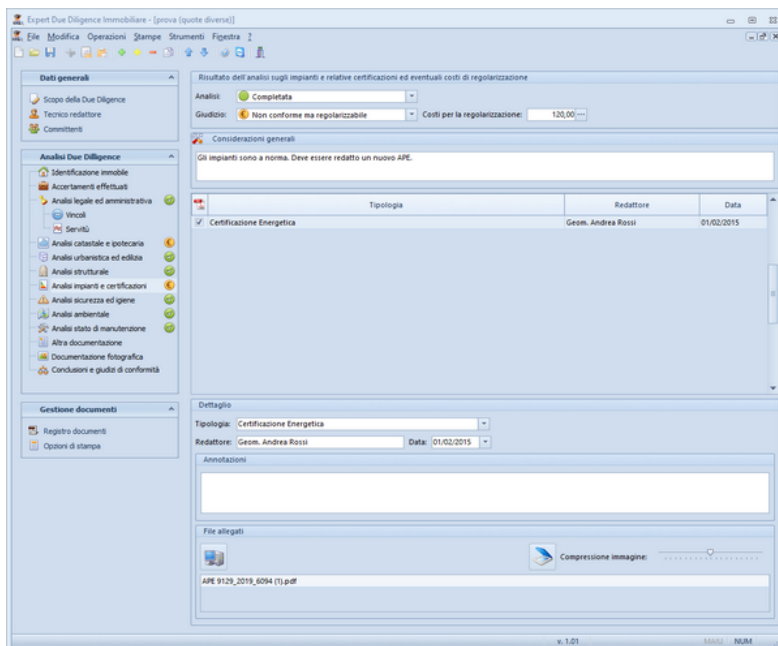 Expert Due Diligence Immobiliare - [prova (quote diverse)]
File Modifica Operazioni Stampe Strumenti Finestra ?
Dati generali
Scopo della Due Diligence
Tecnico redattore
Committenti
Analisi Due Dilligence
Identificazione immobile
Accertamenti effettuati
Analisi legale ed amministrativa
Vincoli
Servitù
Analisi catastale e ipotecaria
Analisi urbanistica ed edilizia
Analisi strutturale
Analisi impianti e certificazioni
Analisi sicurezza ed igiene
Analisi ambientale
Analisi stato di manutenzione
Altra documentazione
Documentazione fotografica
Conclusioni e giudizi di conformità
Gestione documenti
Registro documenti
Opzioni di stampa
Risultato dell'analisi sugli impianti e relative certificazioni ed eventuali costi di regolarizzazione
Analisi: Completata
Giudizio: Non conforme ma regolarizzabile Costi per la regolarizzazione: 120,00
Considerazioni generali
Gli impianti sono a norma. Deve essere redatto un nuovo APE.
Tipologia Redattore Data
Certificazione Energetica Geom. Andrea Rossi 01/02/2015
Dettaglio
Tipologia: Certificazione Energetica
Redattore: Geom. Andrea Rossi Data: 01/02/2015
Annotazioni
File allegati
Compressione immagine:
APE 9129_2019_6094 (1).pdf
v. 1.01 MAIU NUM